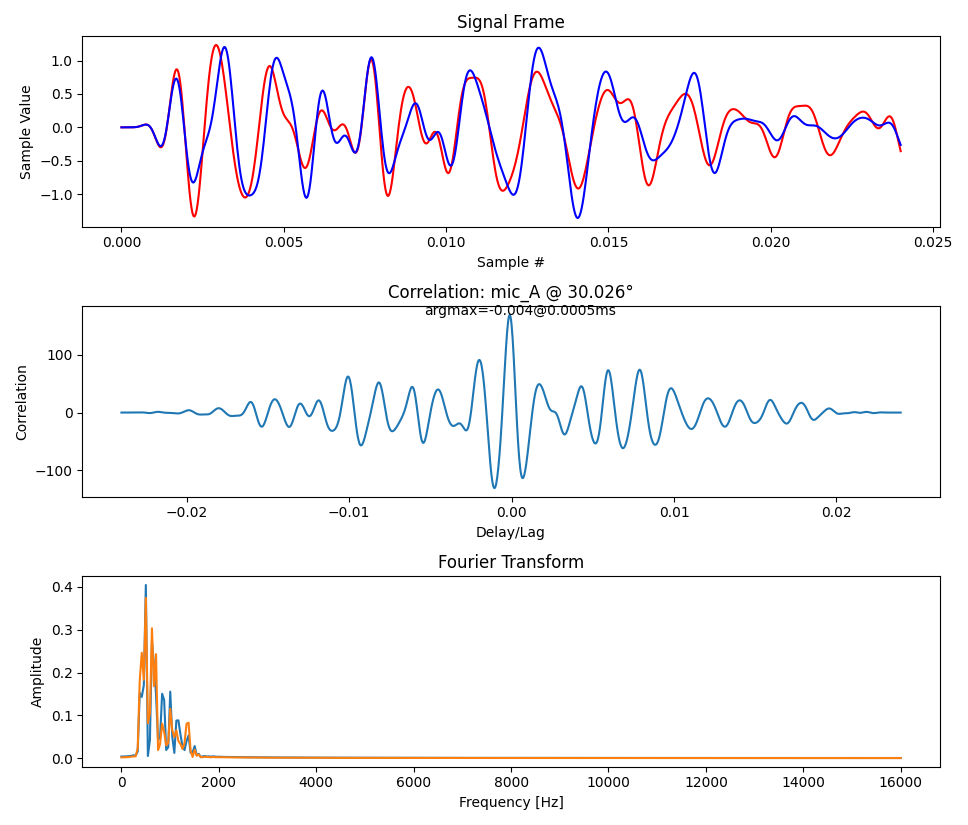 Signal Frame
1.0
0.5
0.0
−0.5
−1.0
Sample Value
0.000 0.005 0.010 0.015 0.020 0.025
Sample #
Correlation: mic_A @ 30.026°
argmax=-0.004@0.0005ms
100
0
−100
Correlation
−0.02 −0.01 0.00 0.01 0.02
Delay/Lag
Fourier Transform
0.4
0.3
0.2
0.1
0.0
Amplitude
0 2000 4000 6000 8000 10000 12000 14000 16000
Frequency [Hz]